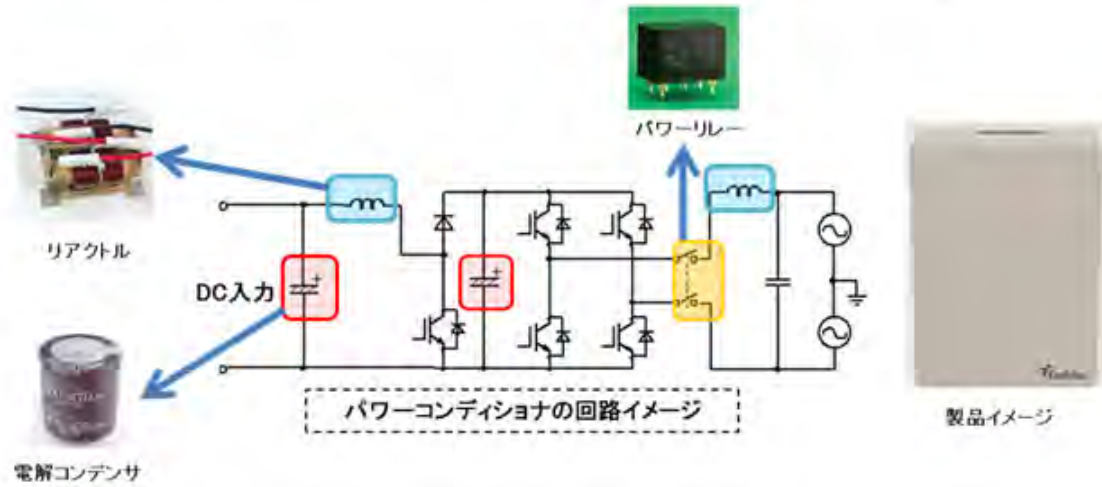 パワーリレー
リアクトル
DC入力
+
+
パワーコンディショナの回路イメージ
製品イメージ
電解コンデンサ